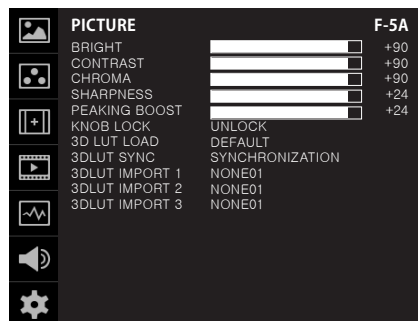 PICTURE F-5A
BRIGHT +90
CONTRAST +90
CHROMA +90
SHARPNESS +24
PEAKING BOOST +24
KNOB LOCK UNLOCK
3D LUT LOAD DEFAULT
3DLUT SYNC SYNCHRONIZATION
3DLUT IMPORT 1 NONE01
3DLUT IMPORT 2 NONE01
3DLUT IMPORT 3 NONE01